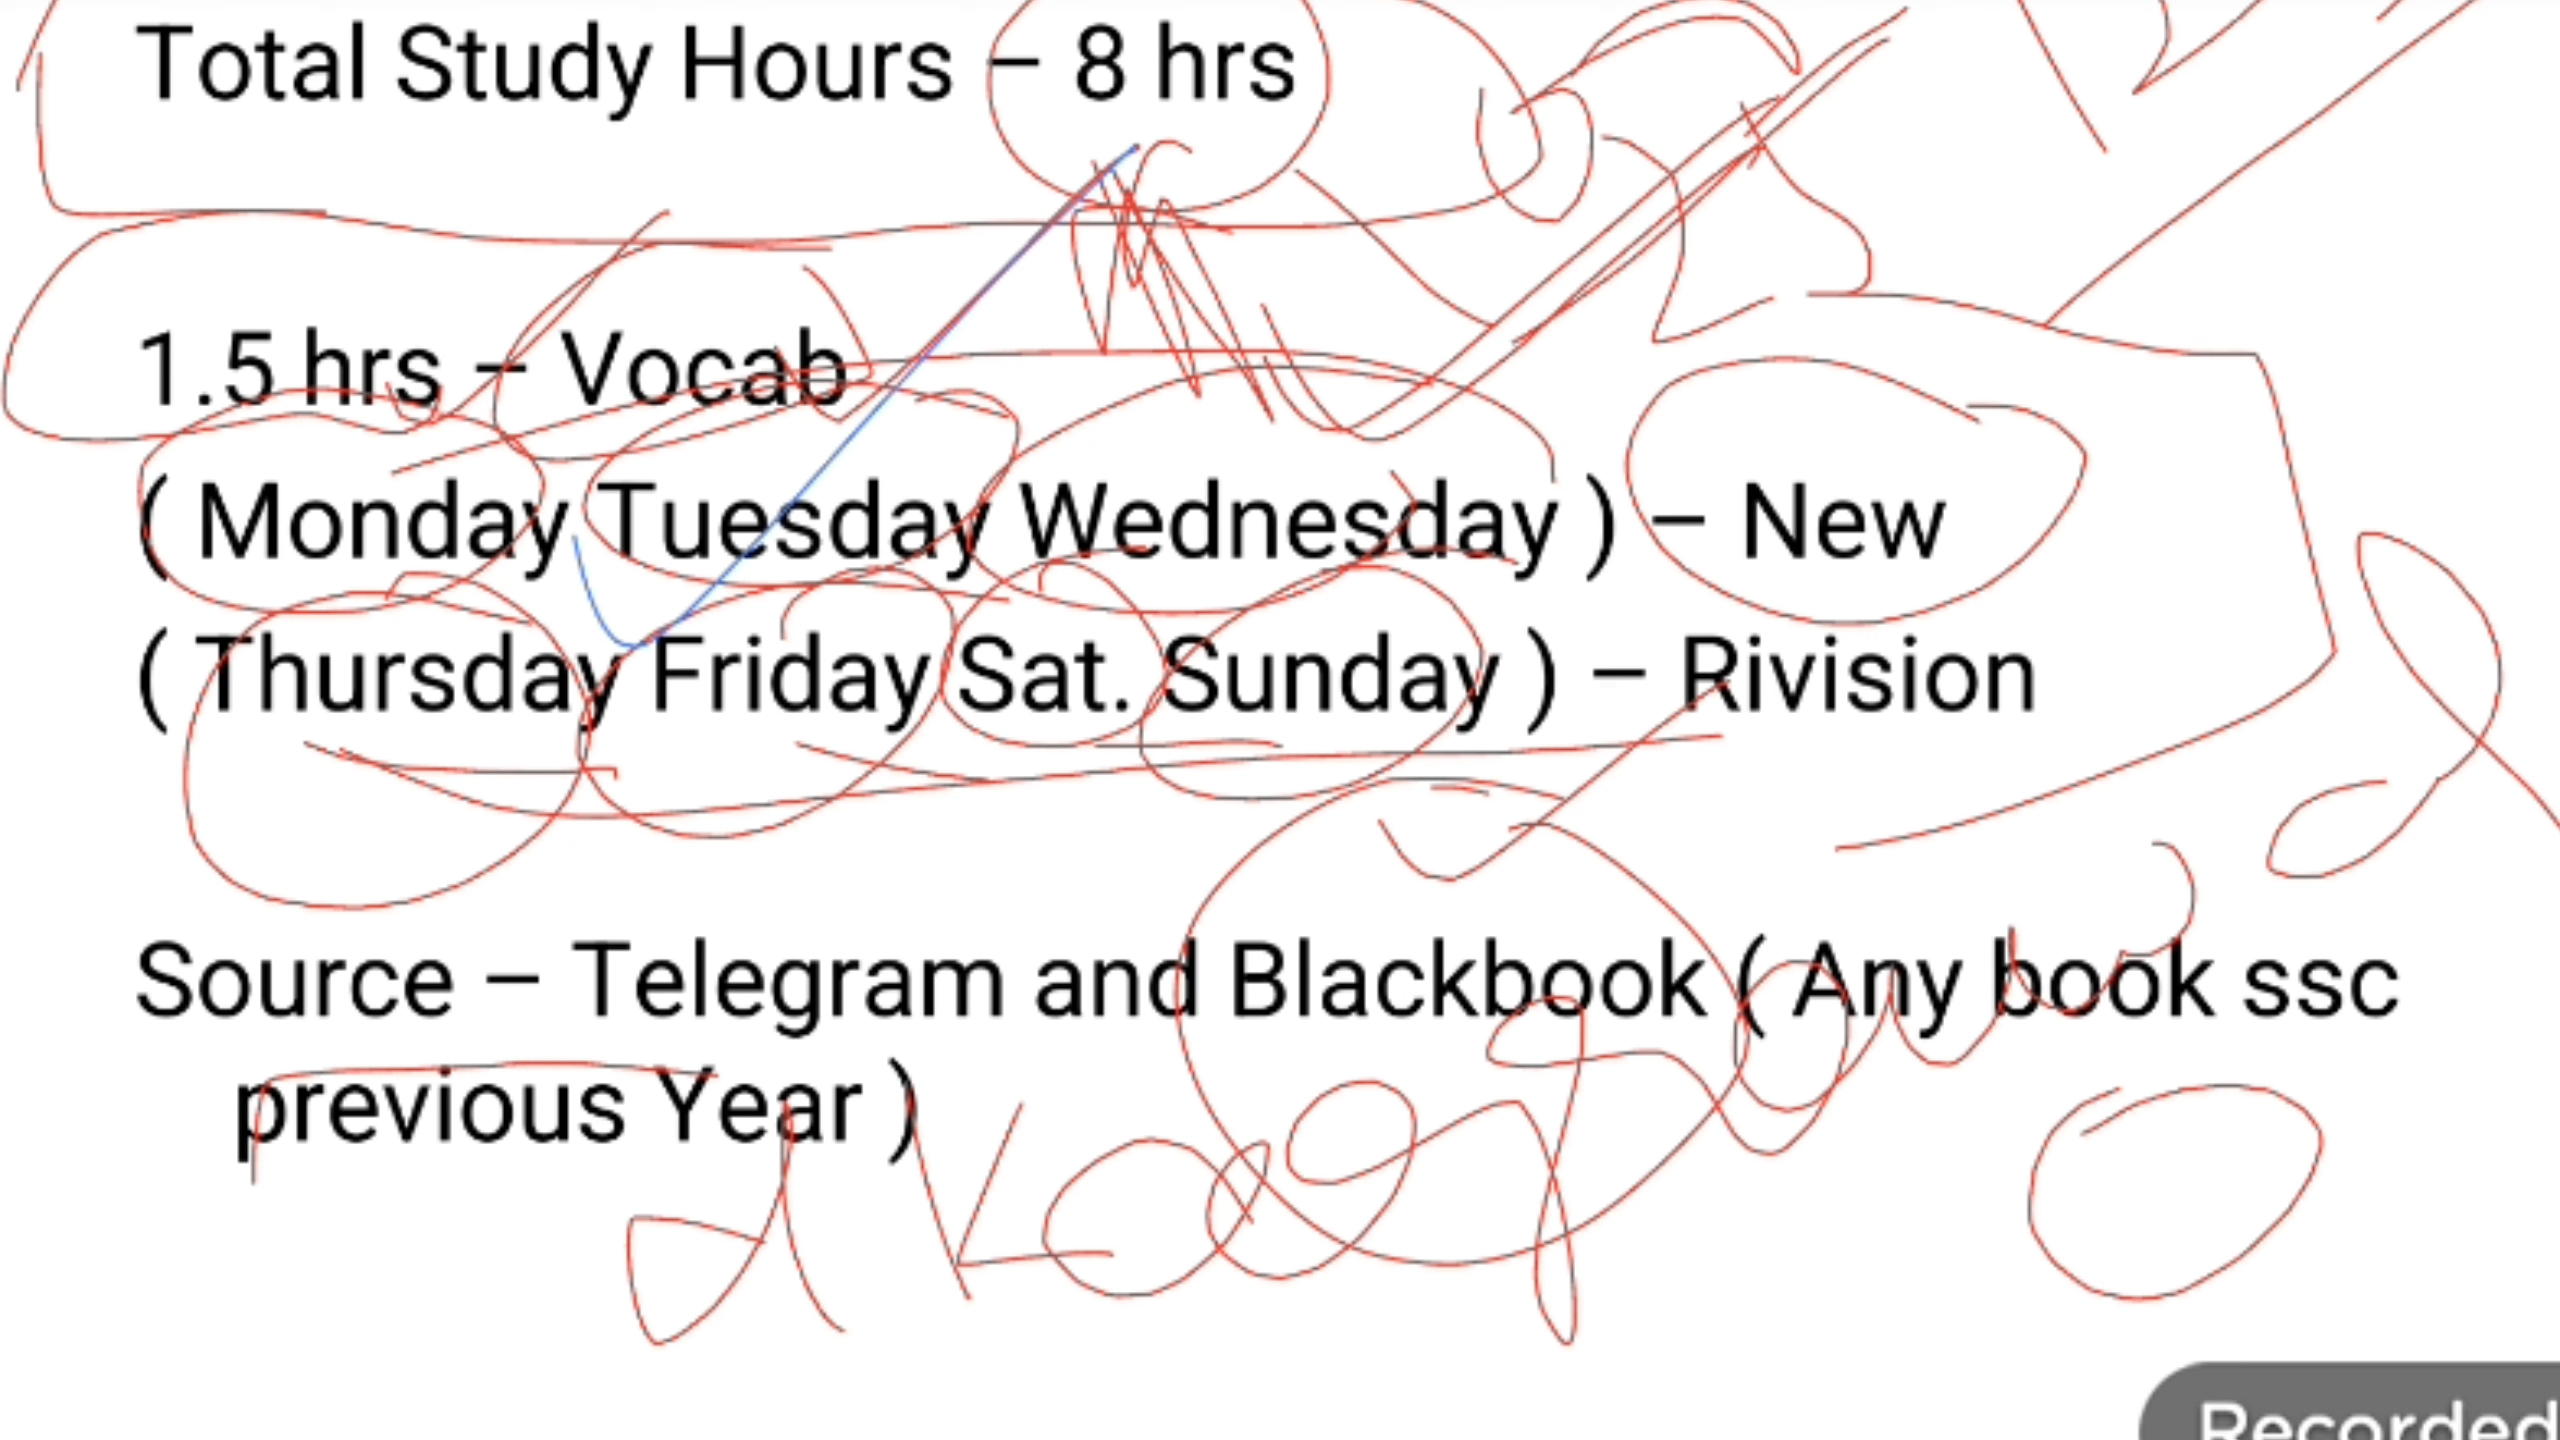 Total Study Hours – 8 hrs
1.5 hrs – Vocab
( Monday Tuesday Wednesday ) – New
( Thursday Friday Sat. Sunday ) – Rivision
Source – Telegram and Blackbook ( Any book ssc
previous Year )
Recorded